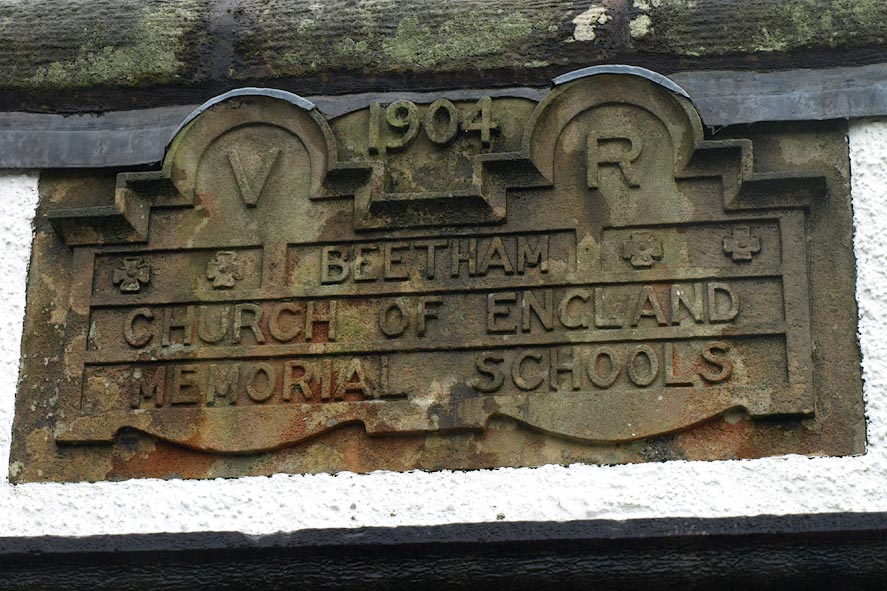 1904
V R
BEETHAM
CHURCH OF ENGLAND
MEMORIAL SCHOOLS